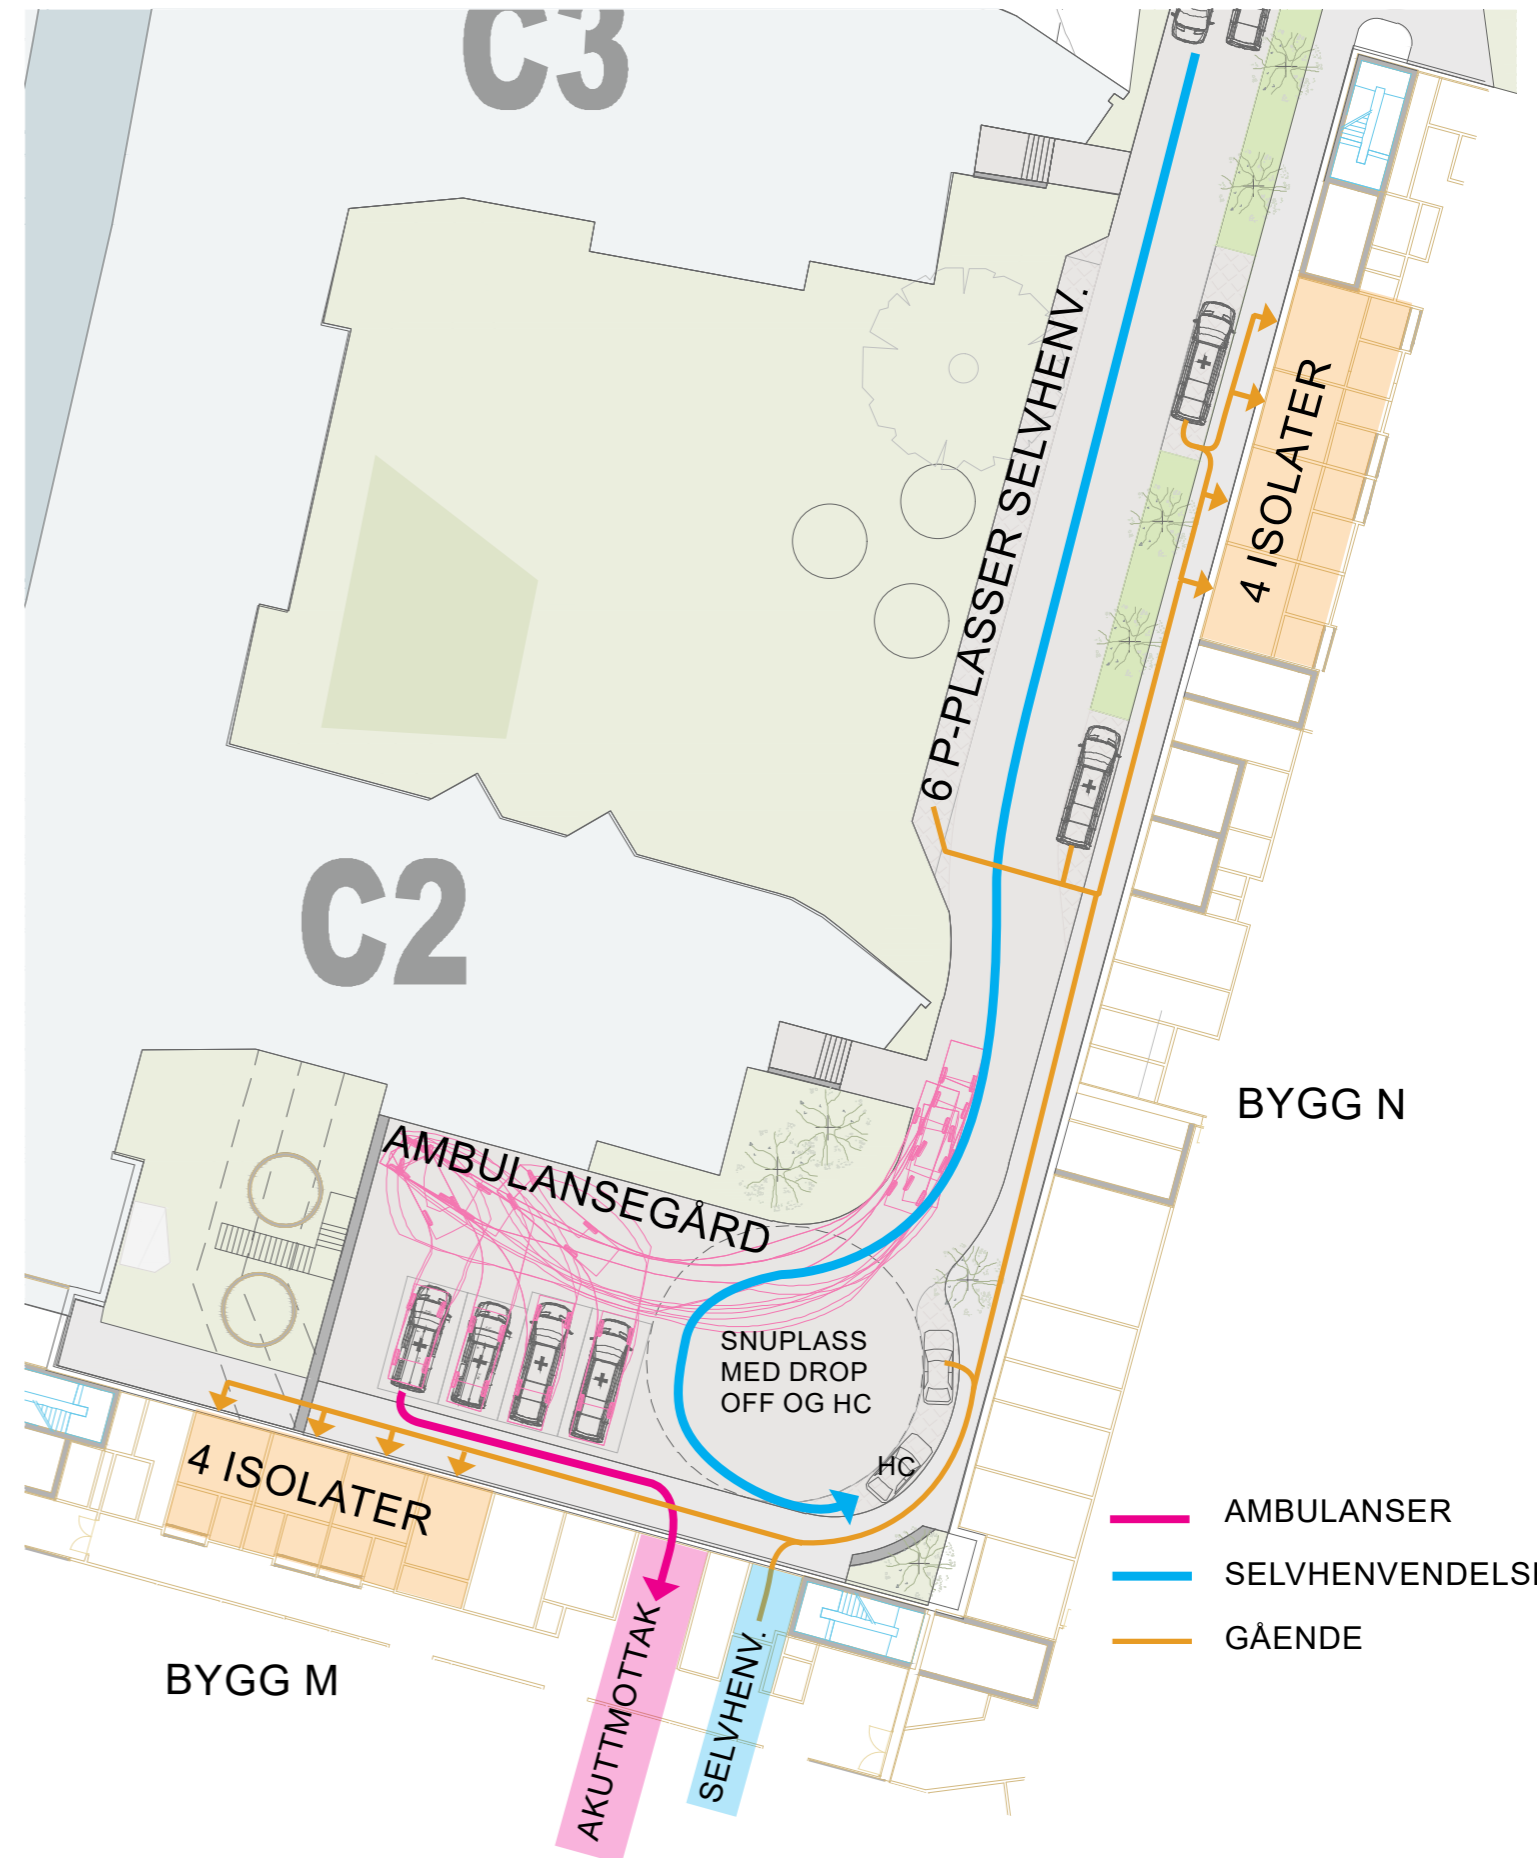 C3
6 P-PLASSER SELVHENV.
4 ISOLATER
C2
BYGG N
AMBULANSEGÅRD
SNUPLASS
MED DROP
OFF OG HC
HC
4 ISOLATER
AMBULANSER
SELVHENVENDELS
GÅENDE
BYGG M
AKUTTMOTTAK
SELVHENV.